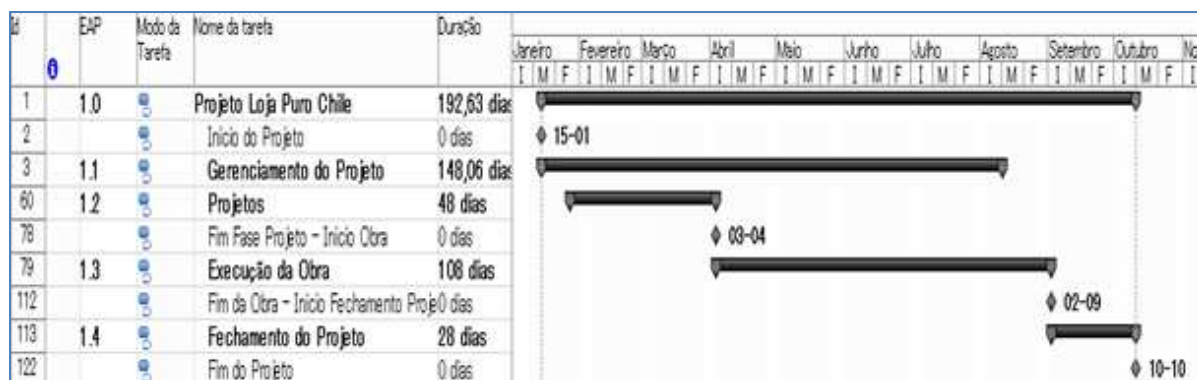 Id EAP Modo da Tarefa Nome da tarefa Duração
Janeiro Fevereiro Março Abril Maio Junho Julho Agosto Setembro Outubro No
I M F I M F I M F I M F I M F I M F I M F I M F I M F I M F I
1 1.0 Projeto Loja Puro Chile 192,63 dias
2 Inicio do Projeto 0 dias 15-01
3 1.1 Gerenciamento do Projeto 148,06 dias
60 1.2 Projetos 48 dias
78 Fim Fase Projeto - Inicio Obra 0 dias 03-04
79 1.3 Execução da Obra 108 dias
112 Fim da Obra - Inicio Fechamento Proje 0 dias 02-09
113 1.4 Fechamento do Projeto 28 dias
122 Fim do Projeto 0 dias 10-10